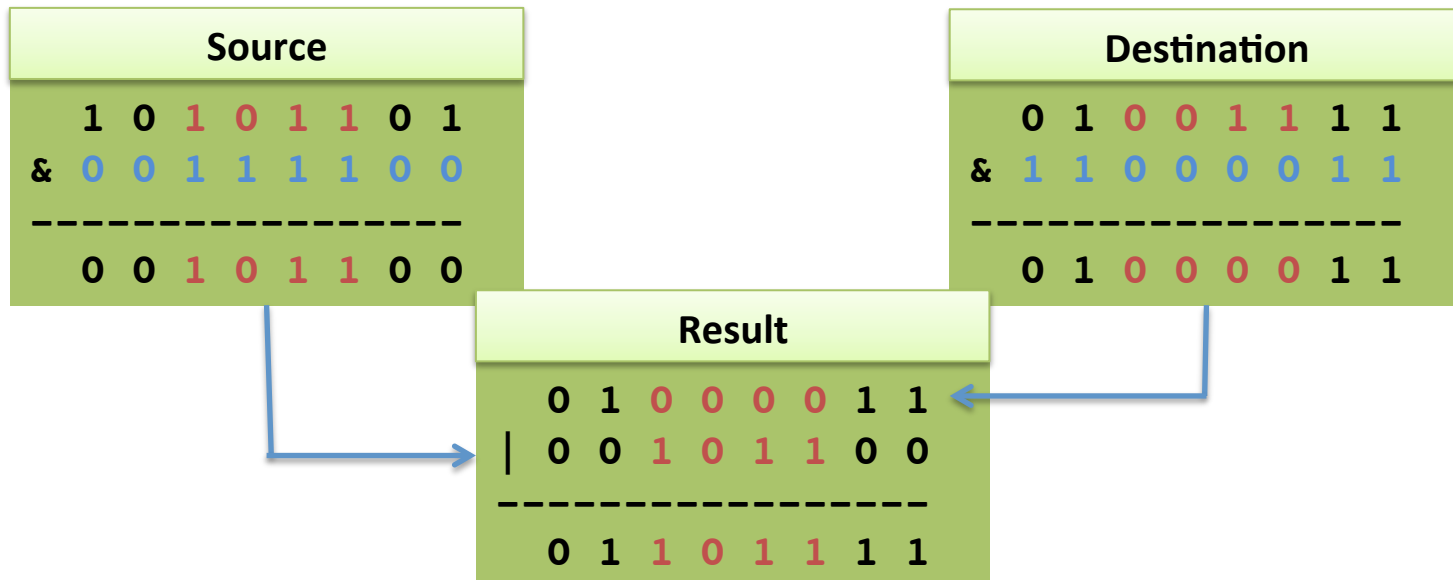 Source
1 0 1 0 1 1 0 1
& 0 0 1 1 1 1 0 0
-----------------
0 0 1 0 1 1 0 0
Destination
0 1 0 0 1 1 1 1
& 1 1 0 0 0 0 1 1
-----------------
0 1 0 0 0 0 1 1
Result
0 1 0 0 0 0 1 1
| 0 0 1 0 1 1 0 0
-----------------
0 1 1 0 1 1 1 1